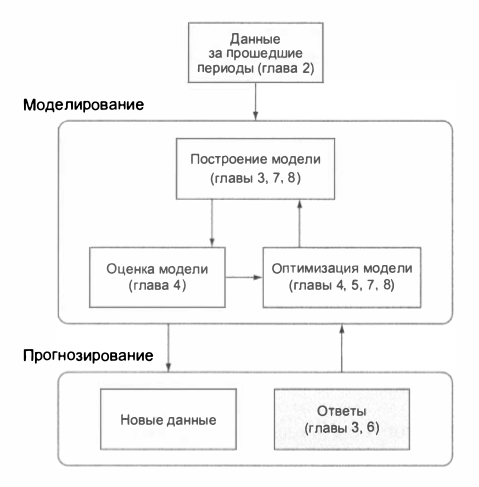 Данные
за прошедшие
периоды (глава 2)
Моделирование
Построение модели
(главы 3, 7, 8)
Оценка модели
(глава 4)
Оптимизация модели
(главы 4, 5, 7, 8)
Прогнозирование
Новые данные
Ответы
(главы 3, 6)